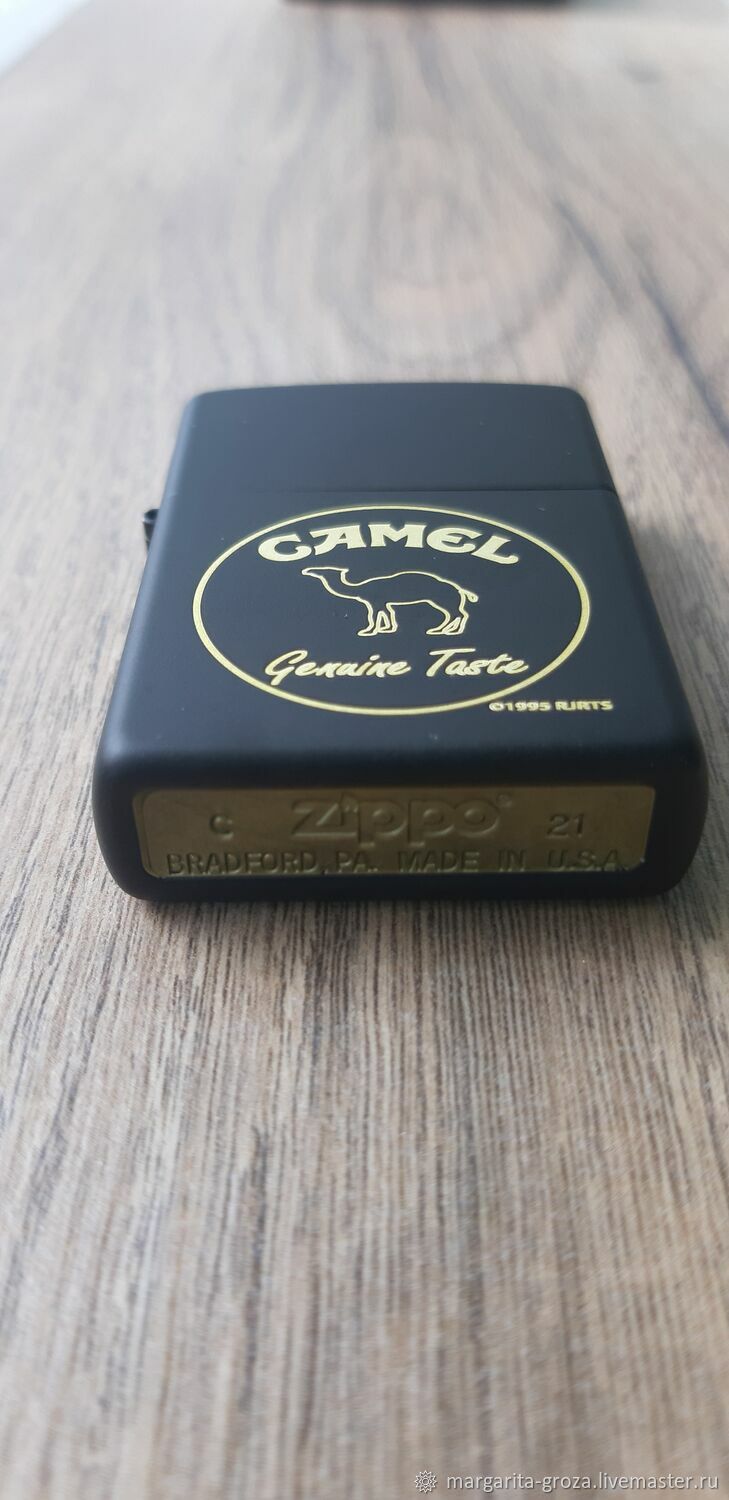 CAMEL
Genuine Taste
©1995 RJRTS
C Zippo® 21
BRADFORD, PA. MADE IN U.S.A.
margarita-groza.livemaster.ru